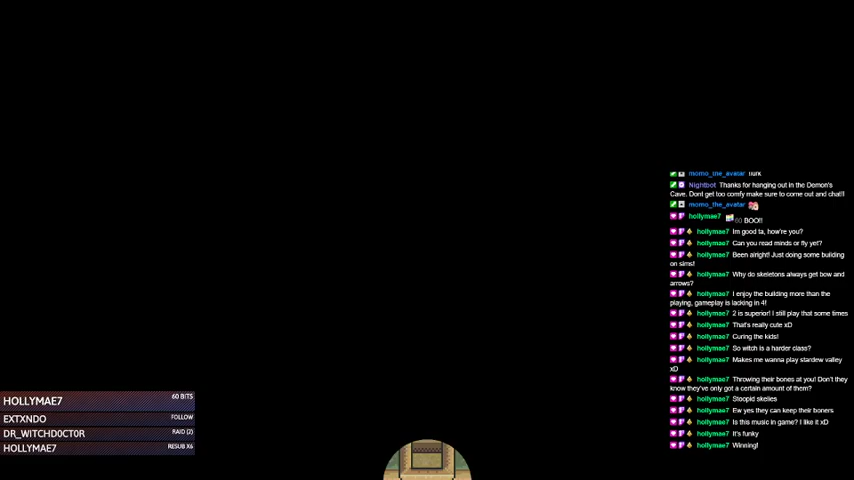 momo_the_avatar !lurk
Nightbot Thanks for hanging out in the Demon's
Cave. Dont get too comfy make sure to come out and chat!!
momo_the_avatar
hollymae7 60 BOO!!
hollymae7 Im good ta, how're you?
hollymae7 Can you read minds or fly yet?
hollymae7 Been alright! Just doing some building
on sims!
hollymae7 Why do skeletons always get bow and
arrows?
hollymae7 I enjoy the building more than the
playing, gameplay is lacking in 4!
hollymae7 2 is superior! I still play that some times
hollymae7 That's really cute xD
hollymae7 Curing the kids!
hollymae7 So witch is a harder class?
hollymae7 Makes me wanna play stardew valley
xD
hollymae7 Throwing their bones at you! Don't they
know they've only got a certain amount of them?
hollymae7 Stoopid skelies
hollymae7 Ew yes they can keep their boners
hollymae7 Is this music in game? I like it xD
hollymae7 It's funky
hollymae7 Winning!
HOLLYMAE7 60 BITS
EXTXNDO FOLLOW
DR_WITCHD0CT0R RAID (2)
HOLLYMAE7 RESUB X6